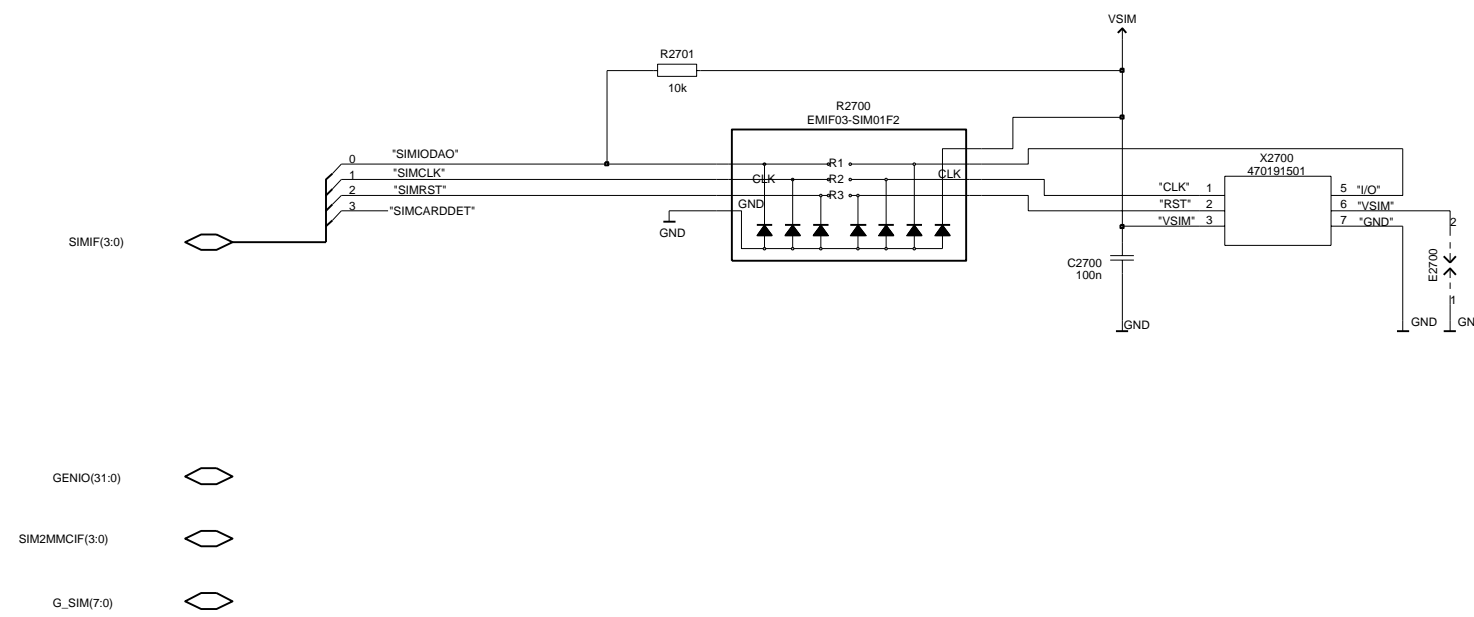 VSIM
R2701
10k
R2700
EMIF03-SIM01F2
0 "SIMIODAO"
1 "SIMCLK"
2 "SIMRST"
3 "SIMCARDDET"
SIMIF(3:0)
R1
CLK R2 CLK
R3
GND
GND
X2700
470191501
"CLK" 1
"RST" 2
"VSIM" 3
5 "I/O"
6 "VSIM"
7 "GND"
2
E2700
1
C2700
100n
GND
GND
GN
GENIO(31:0)
SIM2MMCIF(3:0)
G_SIM(7:0)